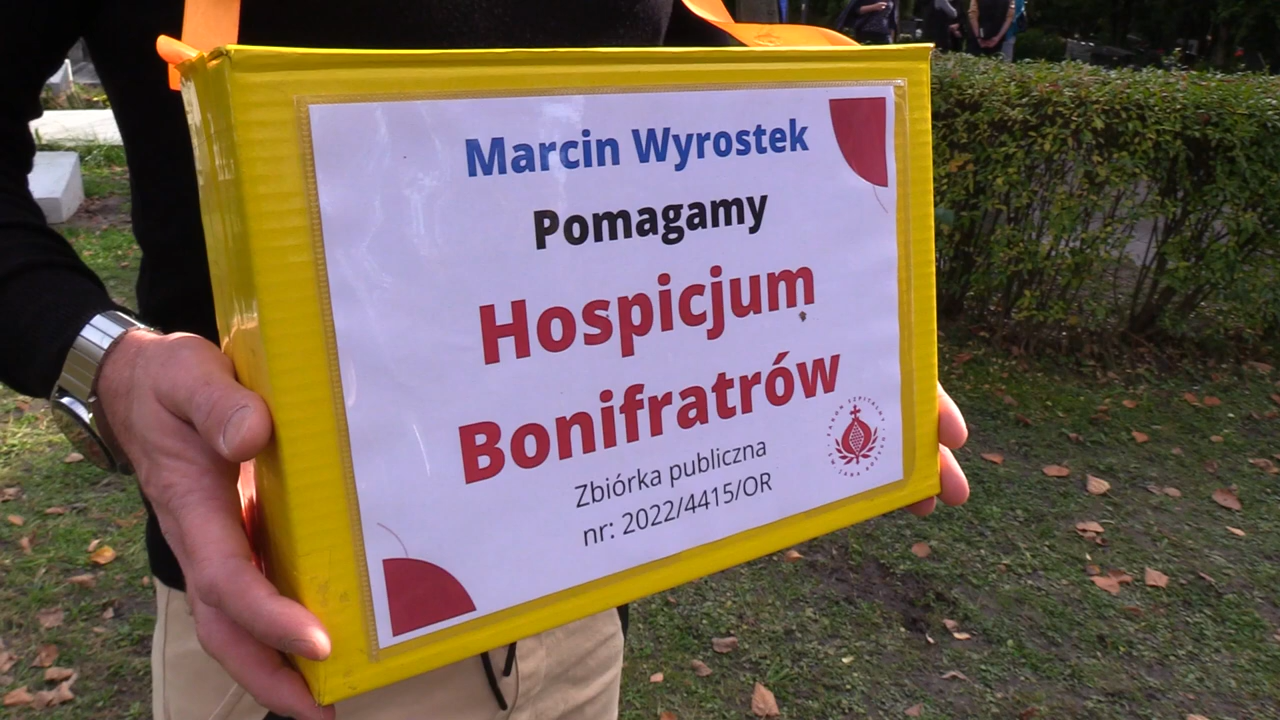 Marcin Wyrostek
Pomagamy
Hospicjum
Bonifratrów
Zbiórka publiczna
nr: 2022/4415/OR